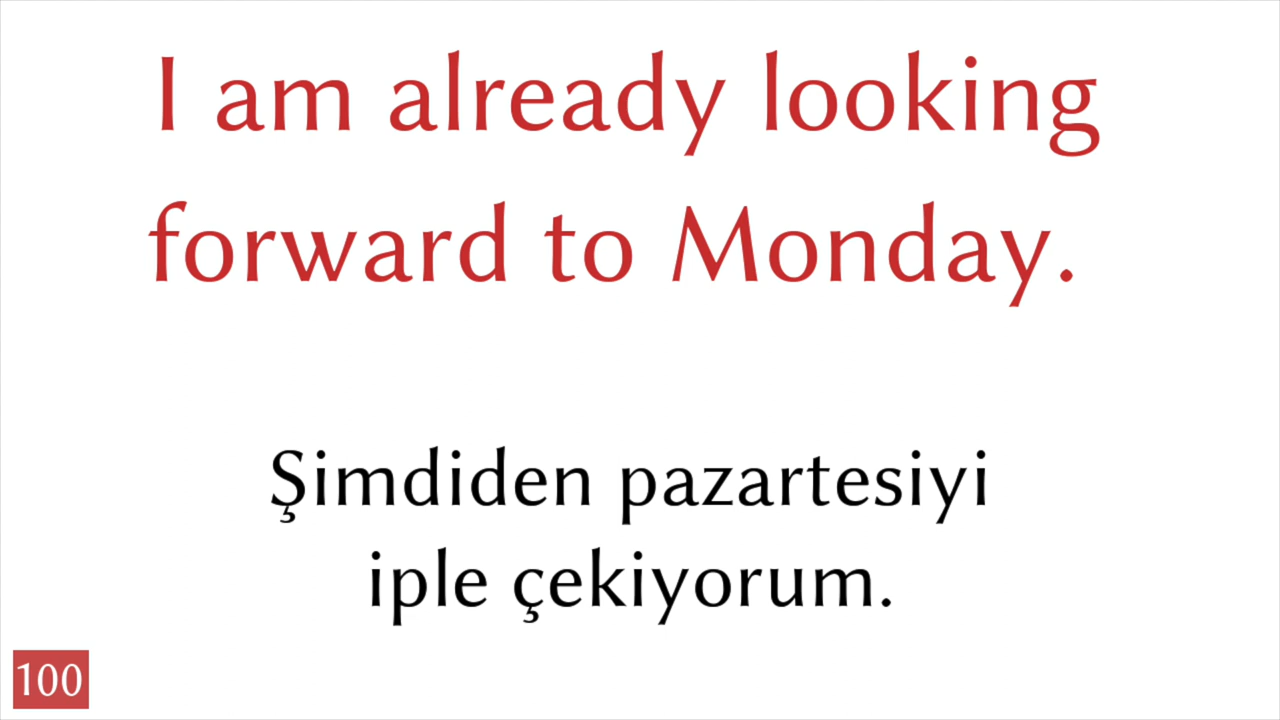 I am already looking
forward to Monday.
Şimdiden pazartesiyi
iple çekiyorum.
100